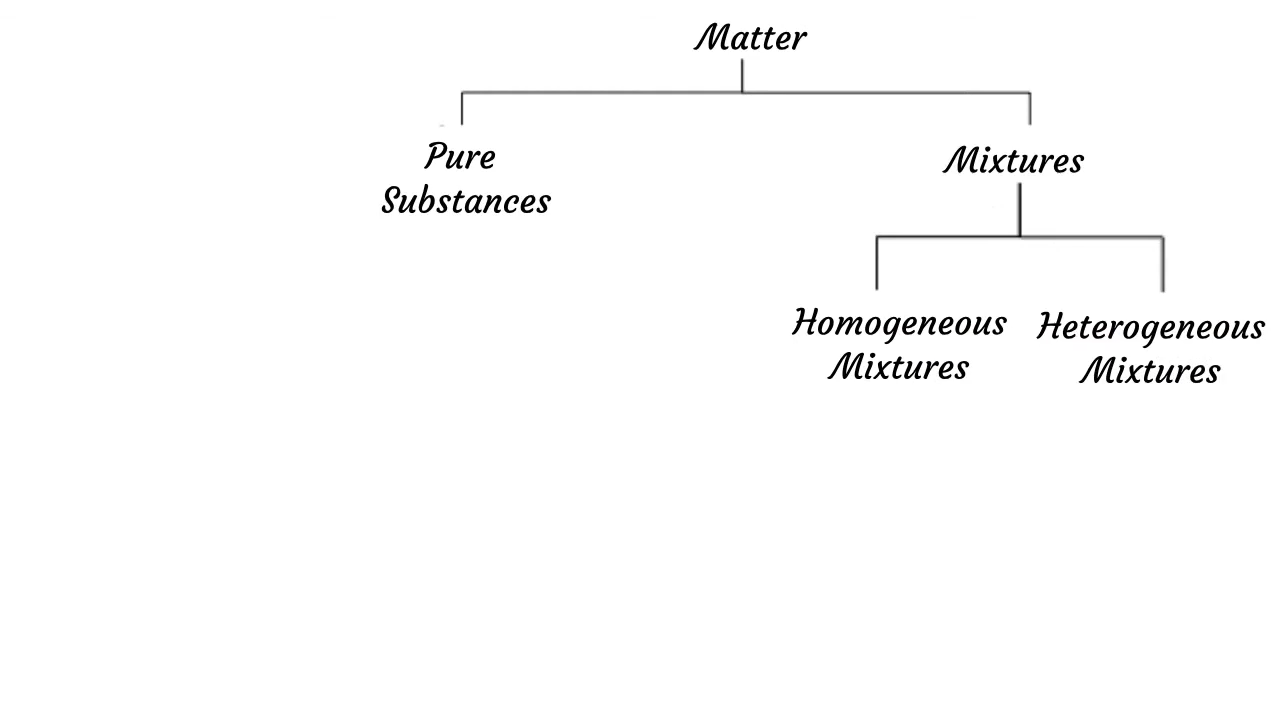 Matter
Pure
Substances
Mixtures
Homogeneous
Mixtures
Heterogeneous
Mixtures